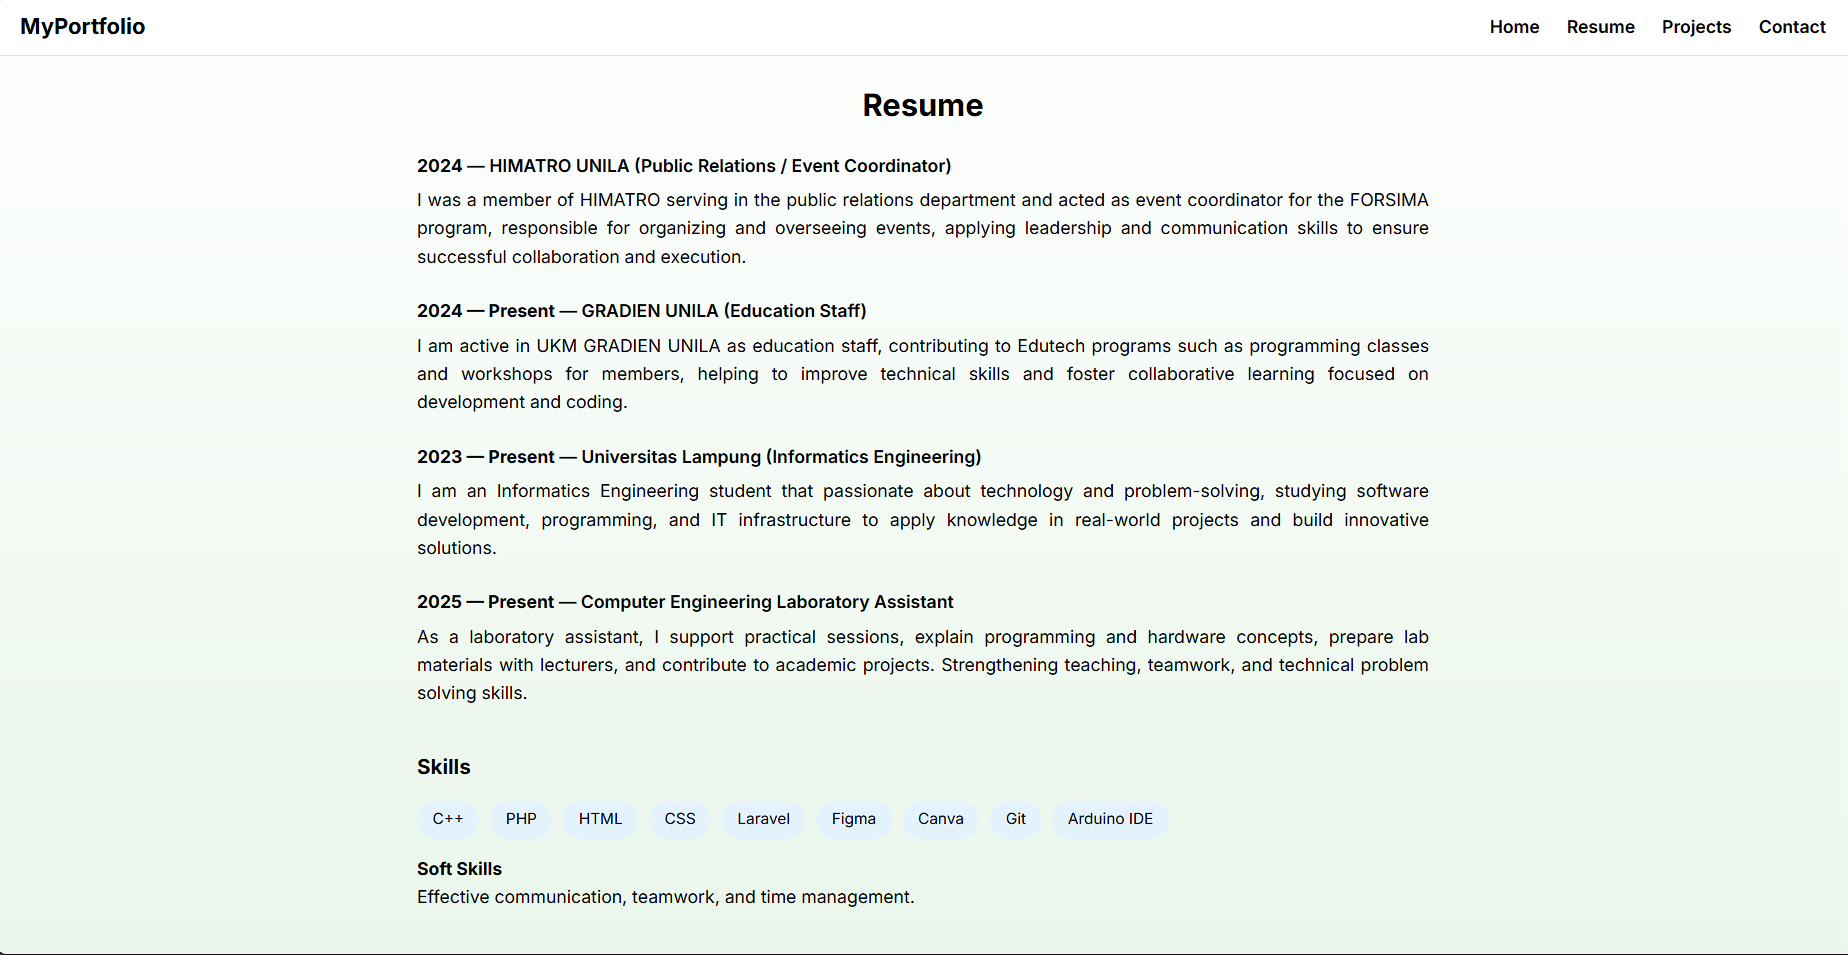 MyPortfolio
Home Resume Projects Contact
Resume
2024 — HIMATRO UNILA (Public Relations / Event Coordinator)
I was a member of HIMATRO serving in the public relations department and acted as event coordinator for the FORSIMA
program, responsible for organizing and overseeing events, applying leadership and communication skills to ensure
successful collaboration and execution.
2024 — Present — GRADIEN UNILA (Education Staff)
I am active in UKM GRADIEN UNILA as education staff, contributing to Edutech programs such as programming classes
and workshops for members, helping to improve technical skills and foster collaborative learning focused on
development and coding.
2023 — Present — Universitas Lampung (Informatics Engineering)
I am an Informatics Engineering student that passionate about technology and problem-solving, studying software
development, programming, and IT infrastructure to apply knowledge in real-world projects and build innovative
solutions.
2025 — Present — Computer Engineering Laboratory Assistant
As a laboratory assistant, I support practical sessions, explain programming and hardware concepts, prepare lab
materials with lecturers, and contribute to academic projects. Strengthening teaching, teamwork, and technical problem
solving skills.
Skills
C++ PHP HTML CSS Laravel Figma Canva Git Arduino IDE
Soft Skills
Effective communication, teamwork, and time management.